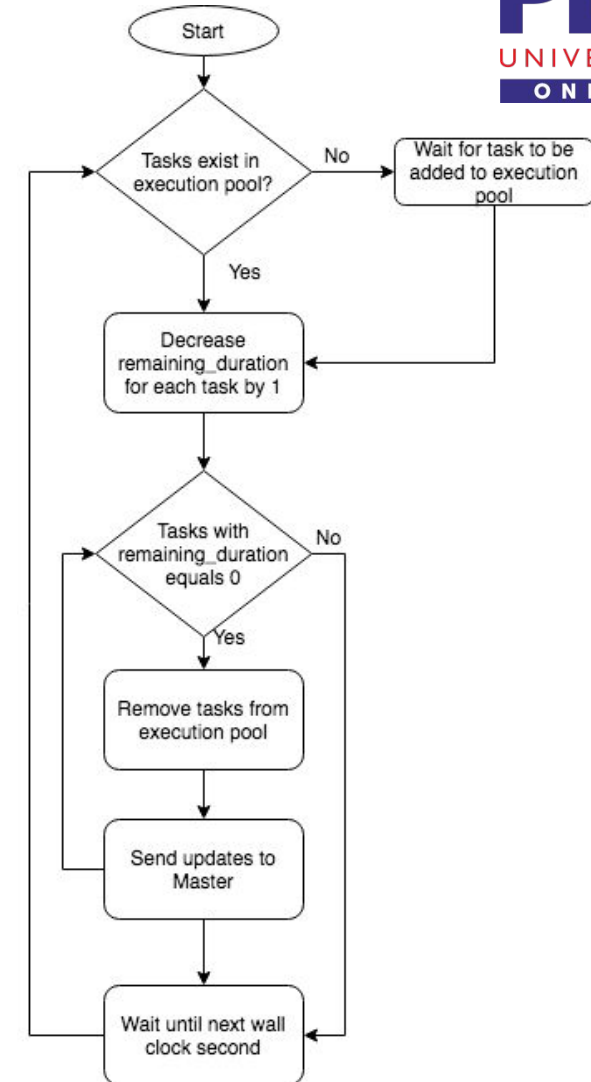 Start
UNIVE
Tasks exist in
execution pool?
No
Wait for task to be
added to execution
pool
Yes
Decrease
remaining_duration
for each task by 1
Tasks with
remaining_duration
equals 0
No
Yes
Remove tasks from
execution pool
Send updates to
Master
Wait until next wall
clock second